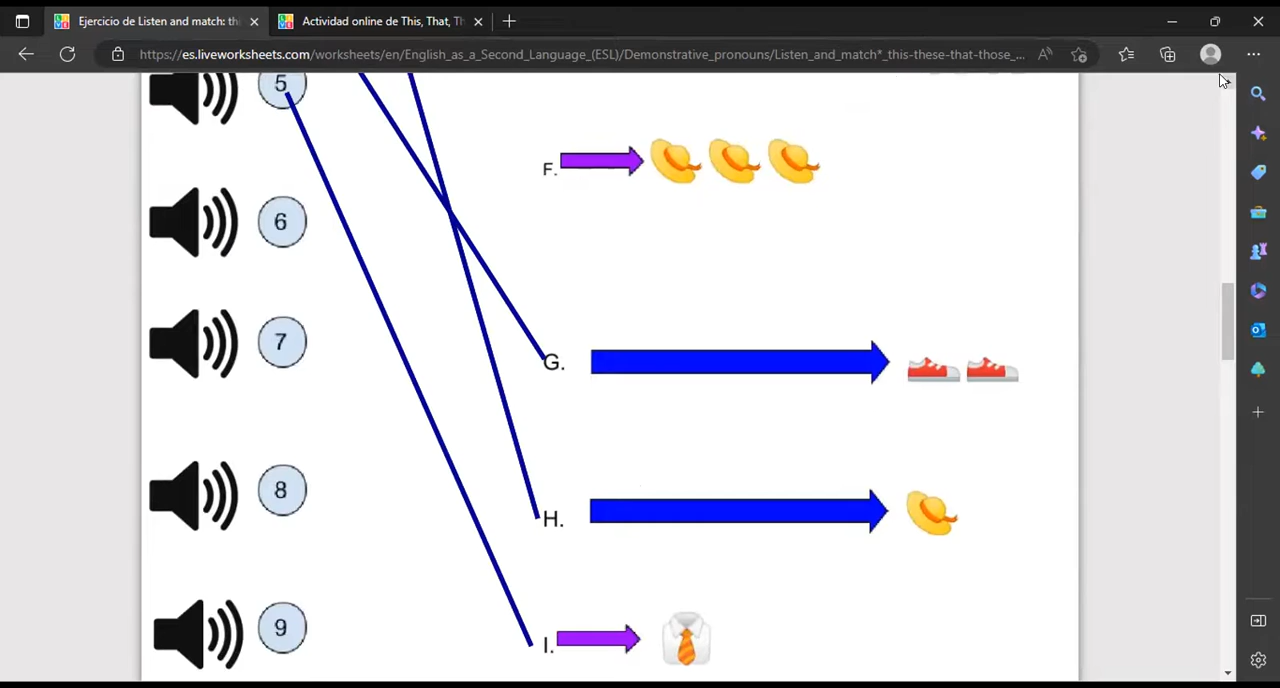 Ejercicio de Listen and match: thi
Actividad online de This, That, Th
https://es.liveworksheets.com/worksheets/en/English_as_a_Second_Language_(ESL)/Demonstrative_pronouns/Listen_and_match*_this-these-that-those_...
5
F.
6
7
G.
8
H.
9
I.